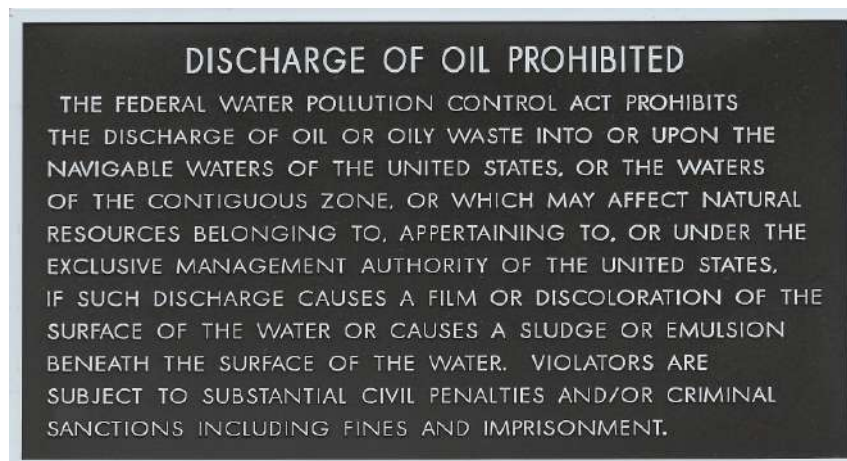 DISCHARGE OF OIL PROHIBITED
THE FEDERAL WATER POLLUTION CONTROL ACT PROHIBITS
THE DISCHARGE OF OIL OR OILY WASTE INTO OR UPON THE
NAVIGABLE WATERS OF THE UNITED STATES, OR THE WATERS
OF THE CONTIGUOUS ZONE, OR WHICH MAY AFFECT NATURAL
RESOURCES BELONGING TO, APPERTAINING TO, OR UNDER THE
EXCLUSIVE MANAGEMENT AUTHORITY OF THE UNITED STATES,
IF SUCH DISCHARGE CAUSES A FILM OR DISCOLORATION OF THE
SURFACE OF THE WATER OR CAUSES A SLUDGE OR EMULSION
BENEATH THE SURFACE OF THE WATER. VIOLATORS ARE
SUBJECT TO SUBSTANTIAL CIVIL PENALTIES AND/OR CRIMINAL
SANCTIONS INCLUDING FINES AND IMPRISONMENT.